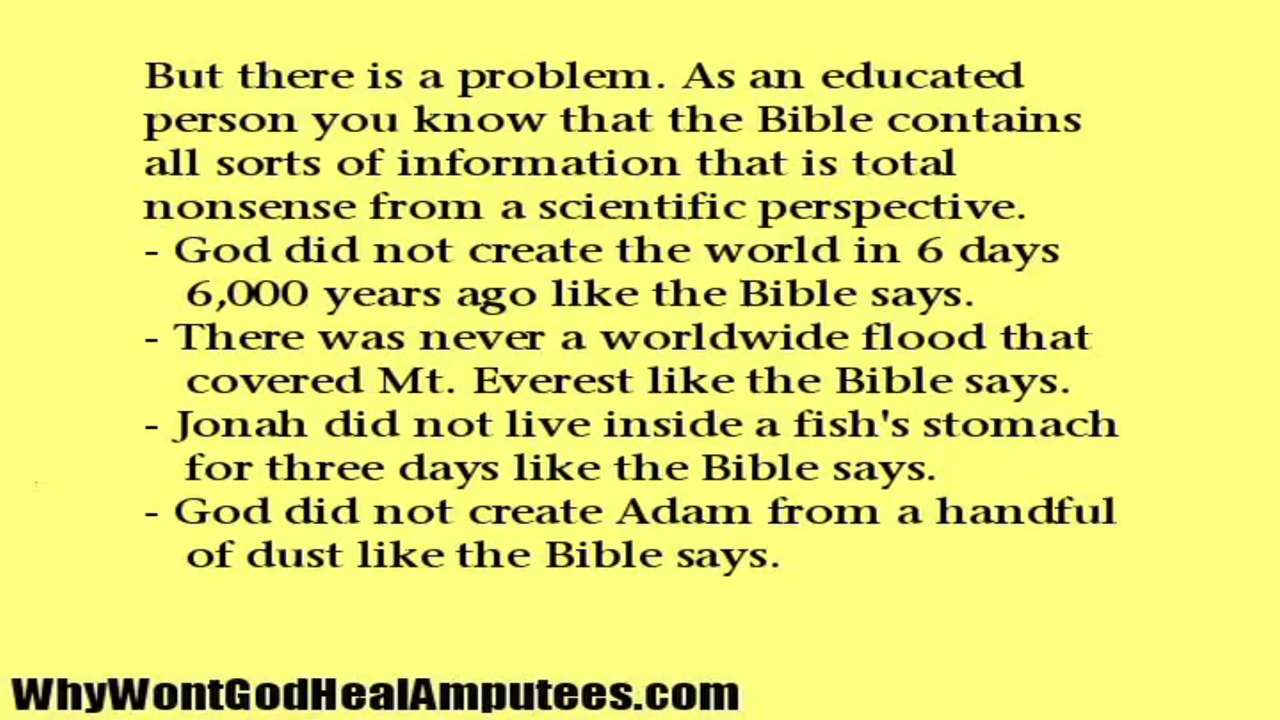 But there is a problem. As an educated
person you know that the Bible contains
all sorts of information that is total
nonsense from a scientific perspective.
- God did not create the world in 6 days
6,000 years ago like the Bible says.
- There was never a worldwide flood that
covered Mt. Everest like the Bible says.
- Jonah did not live inside a fish's stomach
for three days like the Bible says.
- God did not create Adam from a handful
of dust like the Bible says.
WhyWontGodHealAmputees.com